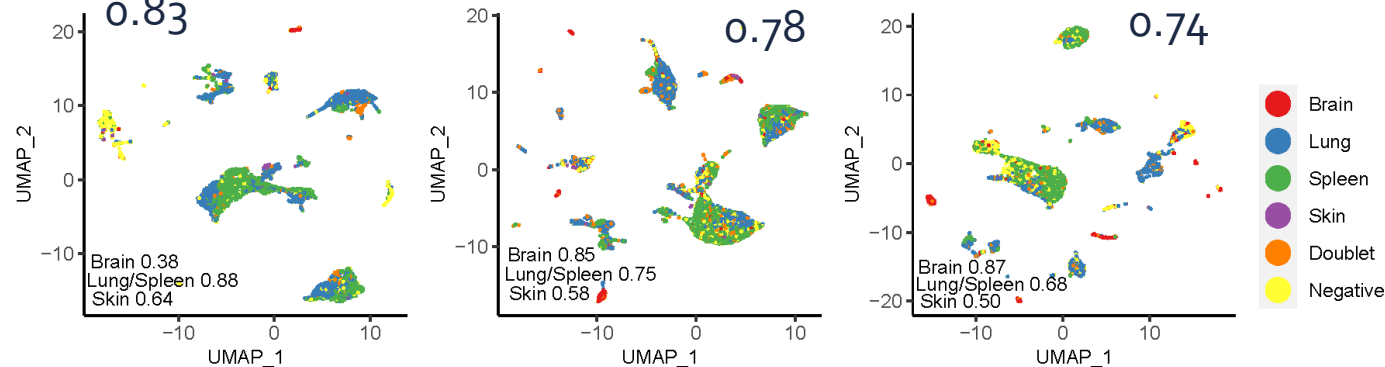 0.83
20
10
0
−10
UMAP_2
Brain 0.38
Lung/Spleen 0.88
Skin 0.64
−10 0 10
UMAP_1
0.78
20
10
0
−10
UMAP_2
Brain 0.85
Lung/Spleen 0.75
Skin 0.58
−10 0 10
UMAP_1
0.74
20
10
0
−10
−20
UMAP_2
Brain 0.87
Lung/Spleen 0.68
Skin 0.50
−10 0 10
UMAP_1
Brain
Lung
Spleen
Skin
Doublet
Negative